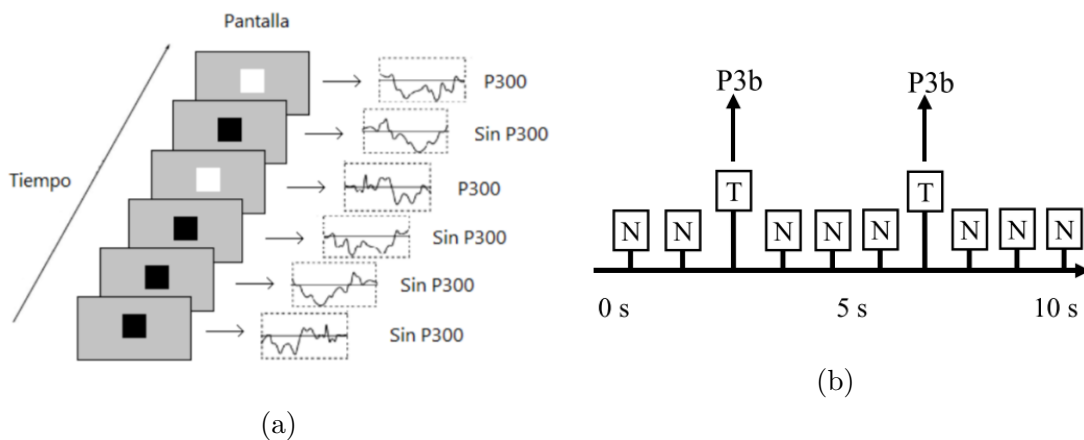 Pantalla
Tiempo
P300
Sin P300
P300
Sin P300
Sin P300
Sin P300
(a)
P3b P3b
T T
N N N N N N N N
0 s 5 s 10 s
(b)